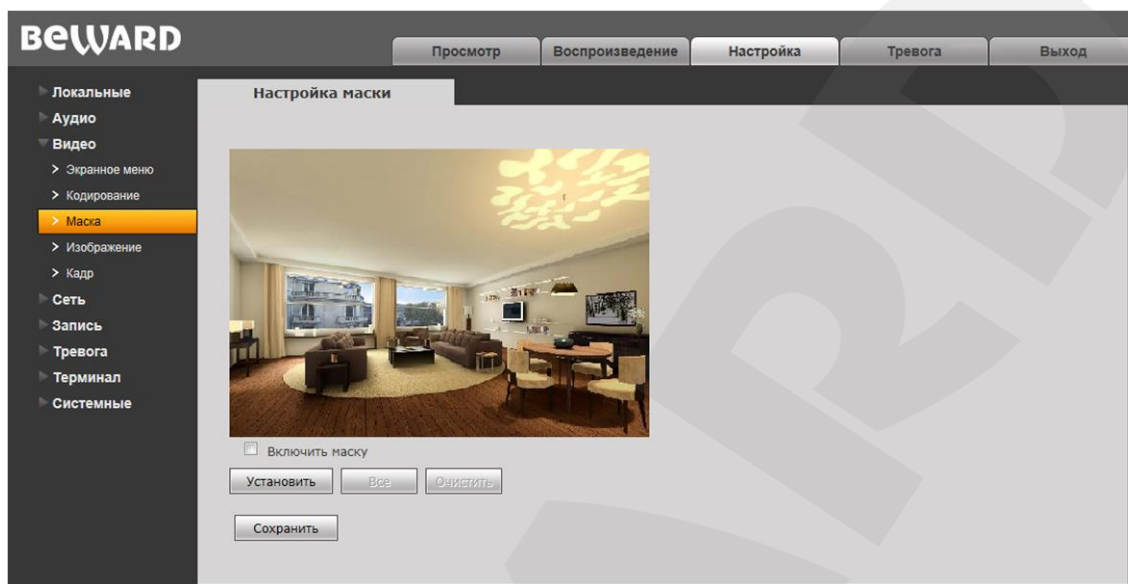 BEWARD
Просмотр Воспроизведение Настройка Тревога Выход
Локальные
Аудио
Видео
> Экранное меню
> Кодирование
> Маска
> Изображение
> Кадр
Сеть
Запись
Тревога
Терминал
Системные
Настройка маски
Включить маску
Установить Все Очистить
Сохранить